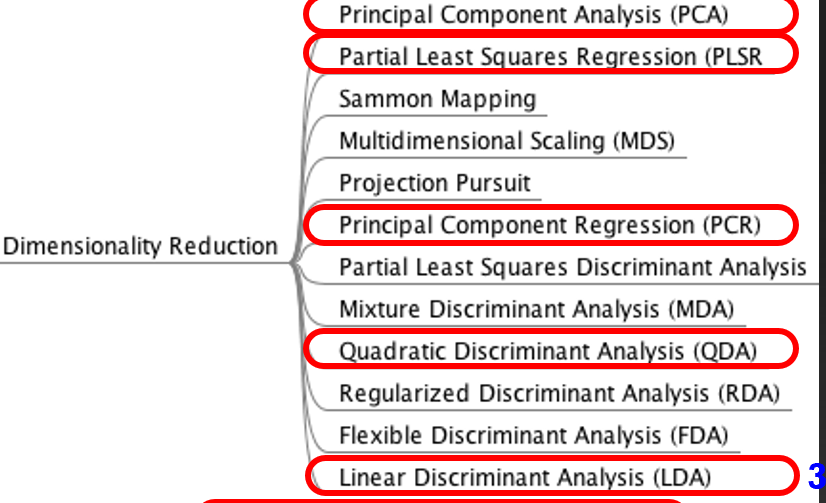 Principal Component Analysis (PCA)
Partial Least Squares Regression (PLSR
Sammon Mapping
Multidimensional Scaling (MDS)
Projection Pursuit
Principal Component Regression (PCR)
Dimensionality Reduction
Partial Least Squares Discriminant Analysis
Mixture Discriminant Analysis (MDA)
Quadratic Discriminant Analysis (QDA)
Regularized Discriminant Analysis (RDA)
Flexible Discriminant Analysis (FDA)
Linear Discriminant Analysis (LDA) 3